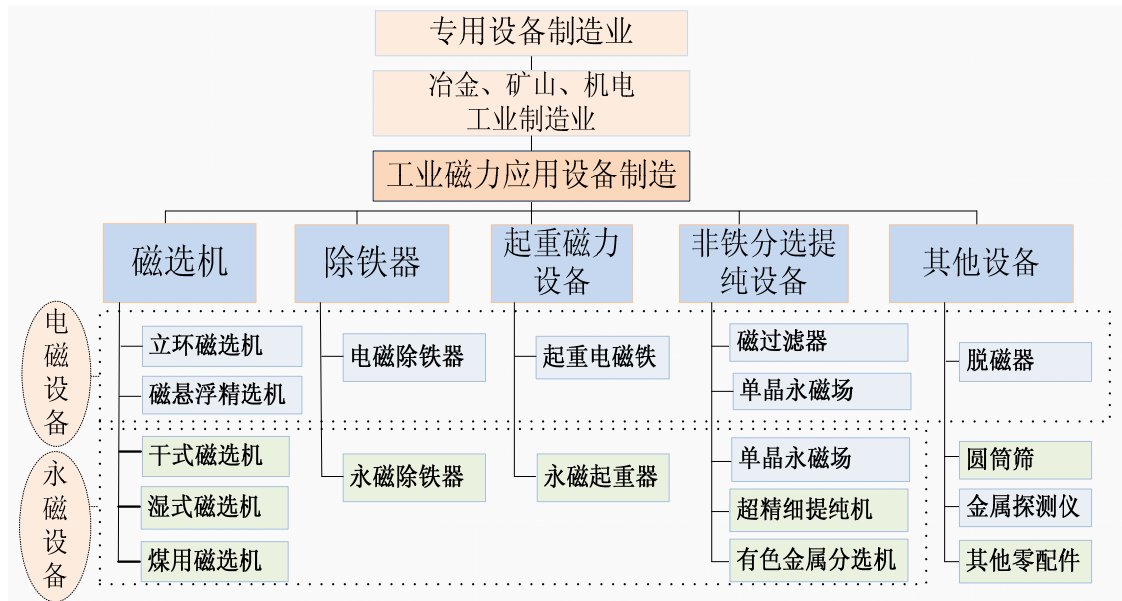 专用设备制造业
冶金、矿山、机电
工业制造业
工业磁力应用设备制造
磁选机
除铁器
起重磁力
设备
非铁分选提
纯设备
其他设备
电磁设备
立环磁选机
磁悬浮精选机
电磁除铁器
起重电磁铁
磁过滤器
单晶永磁场
脱磁器
永磁设备
干式磁选机
湿式磁选机
煤用磁选机
永磁除铁器
永磁起重器
单晶永磁场
超精细提纯机
有色金属分选机
圆筒筛
金属探测仪
其他零配件